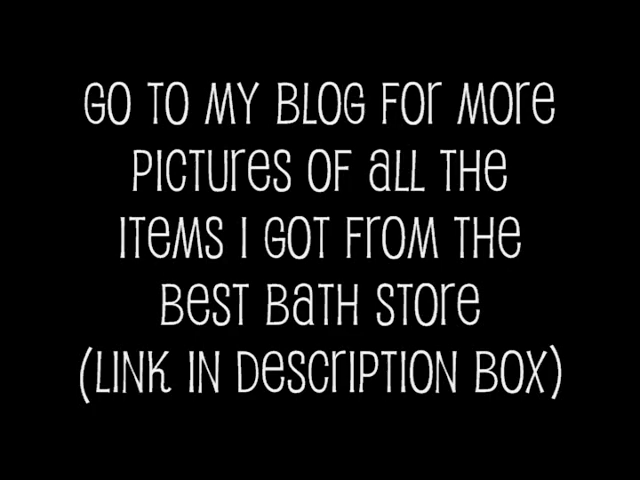 GO TO MY BLOG FOr MOre
PICTUreS OF aLL THe
ITeMS I GOT FrOM THe
BeST BaTH STOre
(LINK IN DeSCrIPTION BOX)